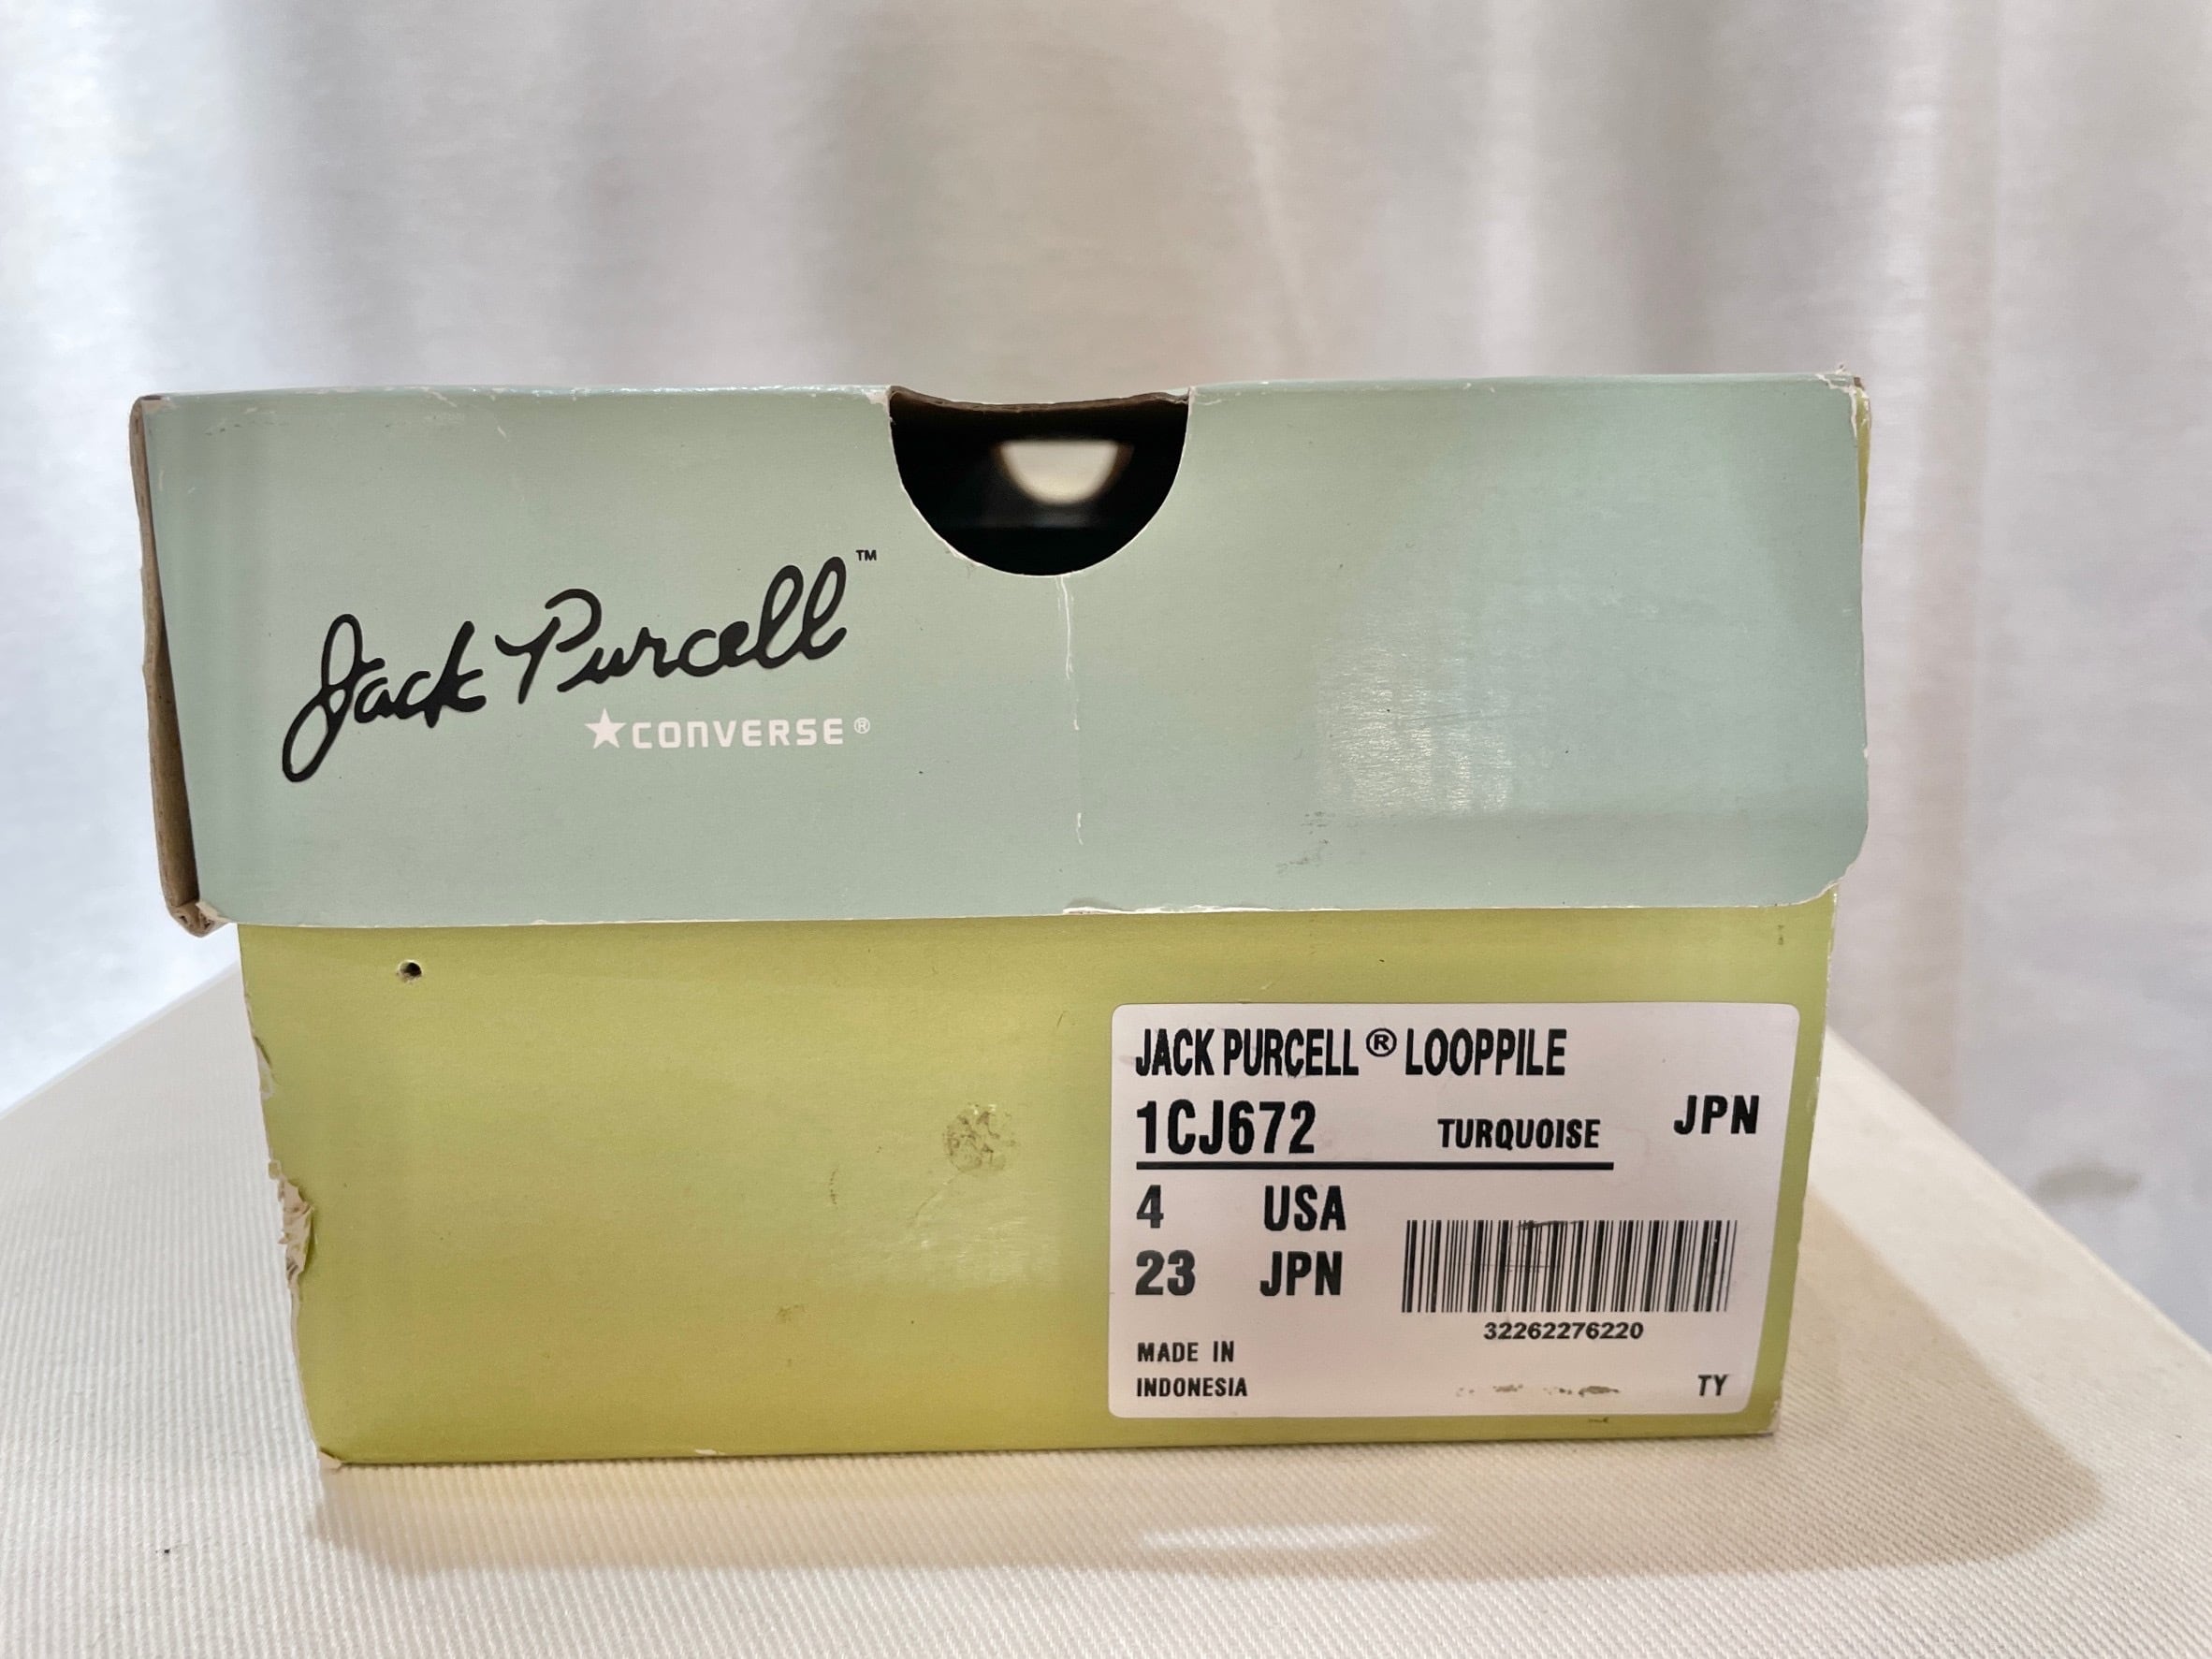 Jack Purcell™
★CONVERSE®
JACK PURCELL® LOOPPILE
1CJ672 TURQUOISE JPN
4 USA
23 JPN
32262276220
MADE IN
INDONESIA
TY